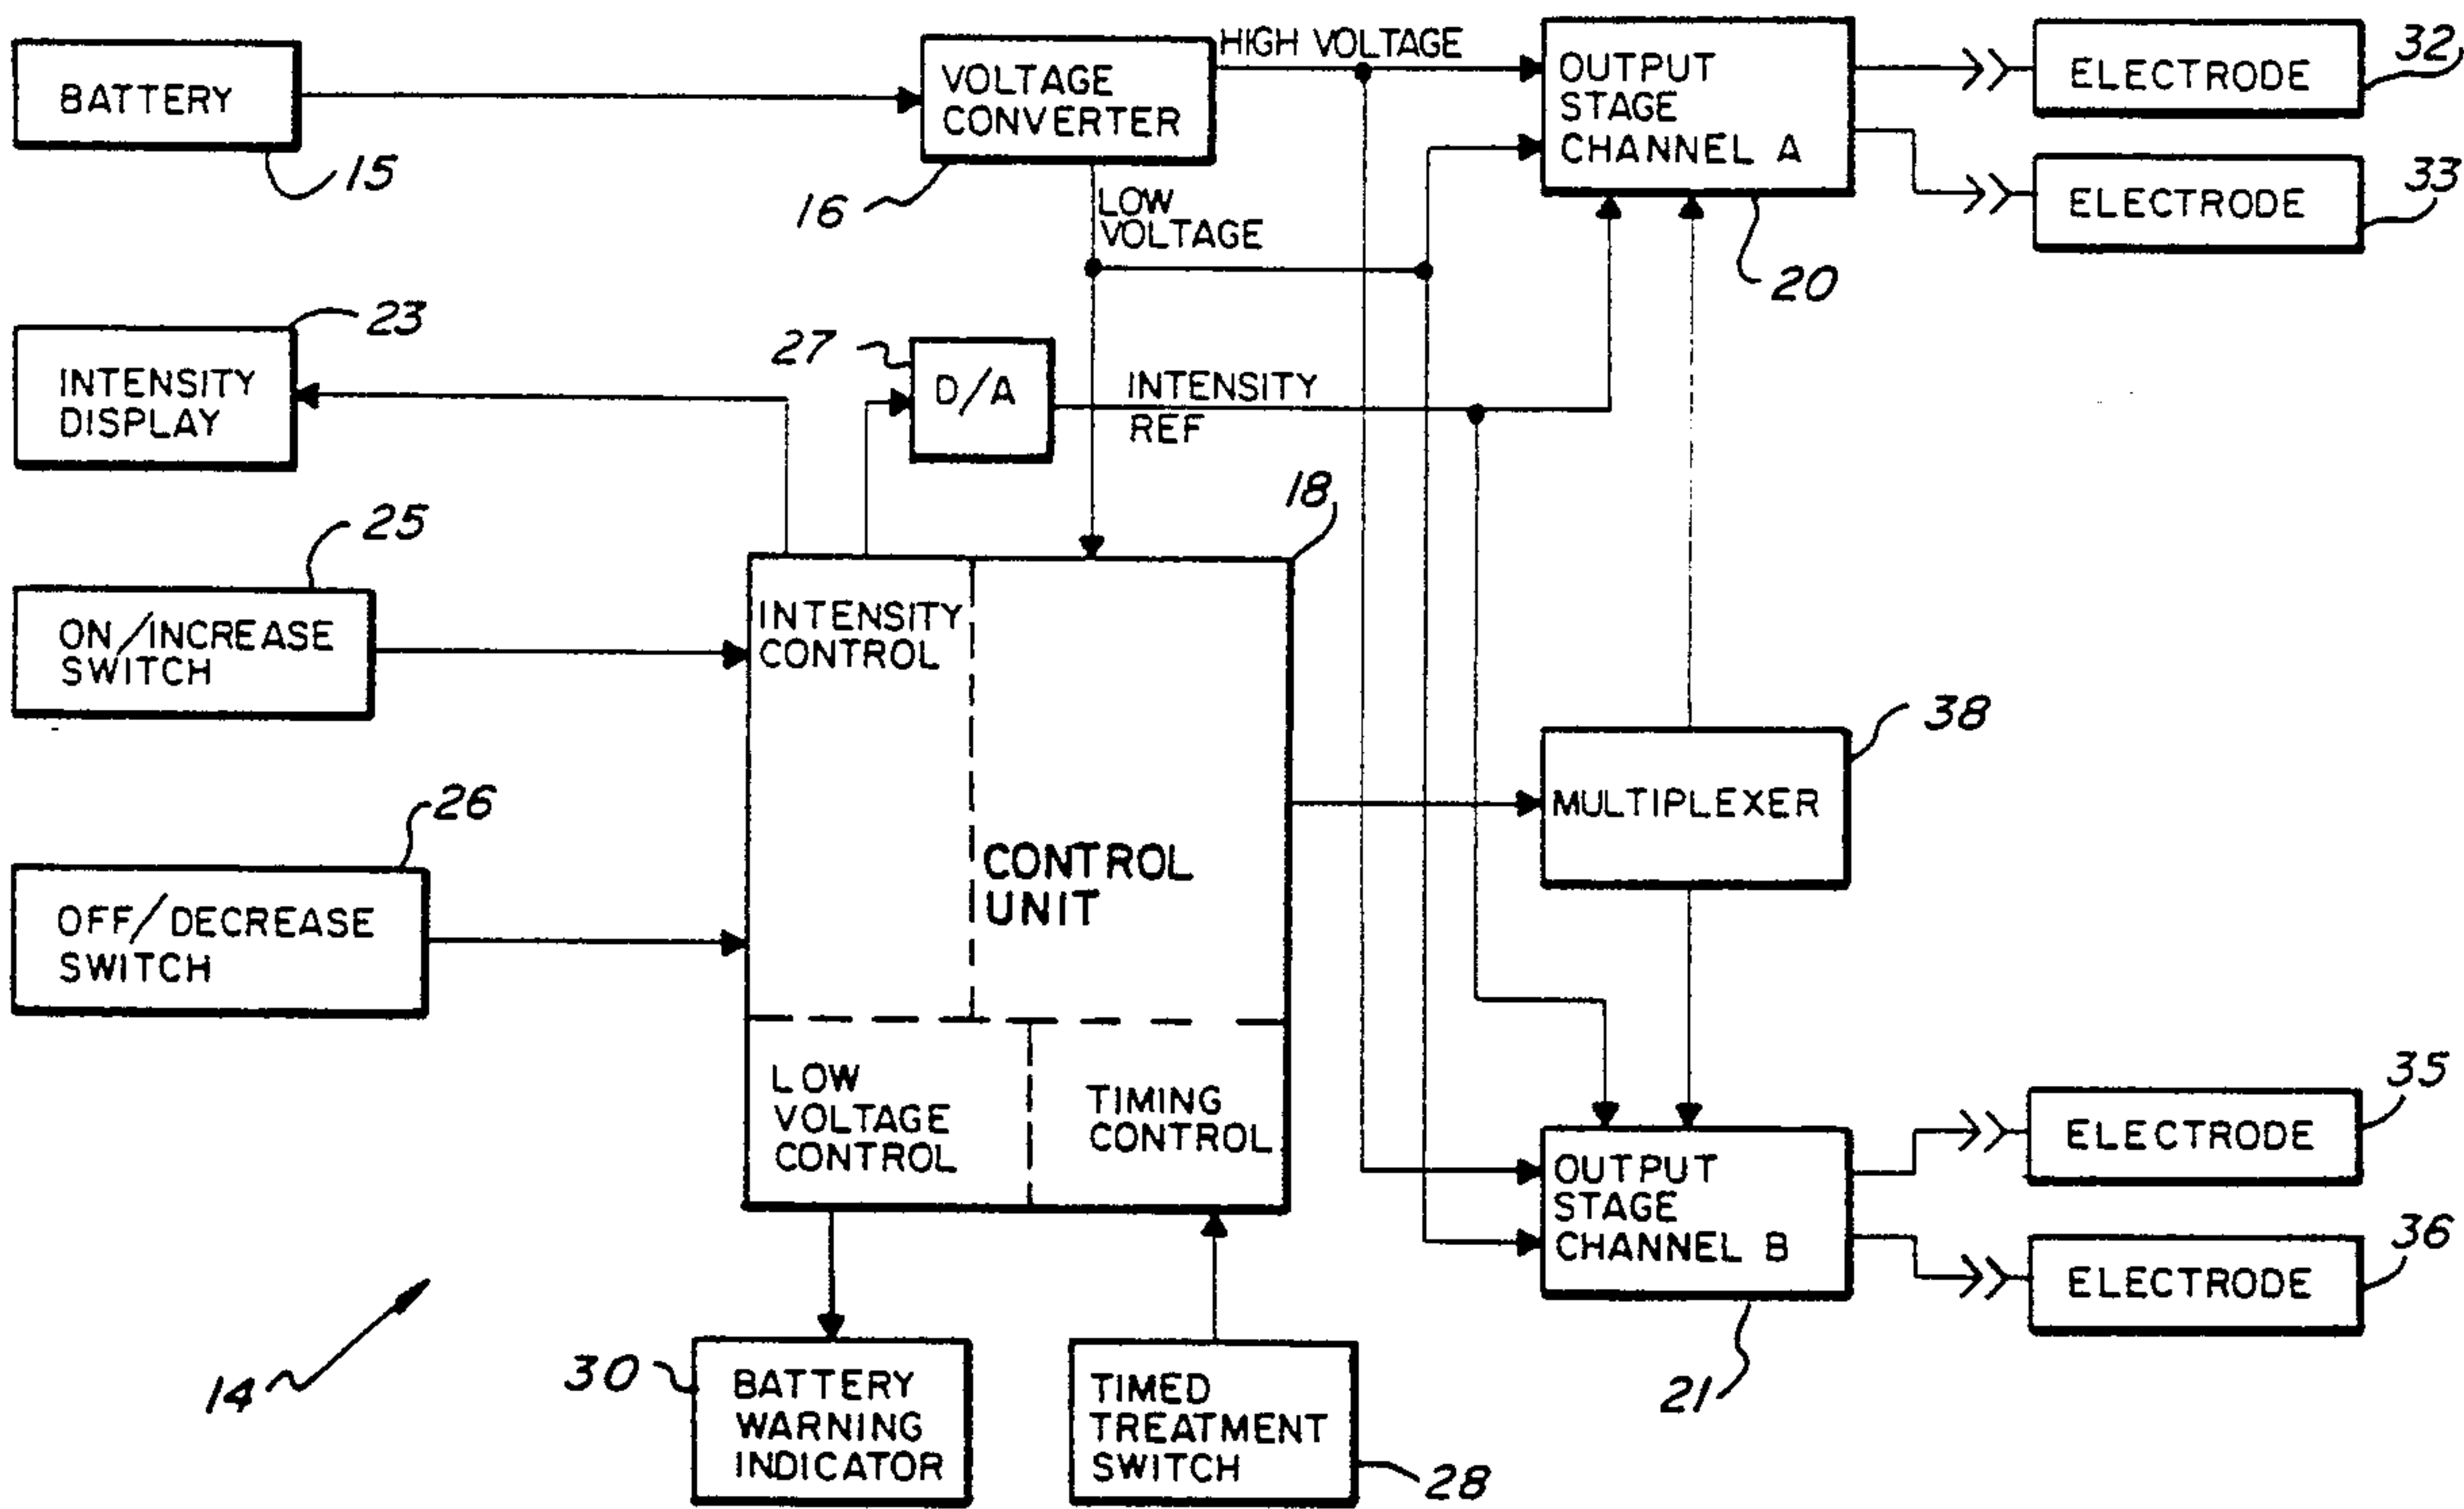 BATTERY
15
VOLTAGE
CONVERTER
16
HIGH VOLTAGE
LOW
VOLTAGE
OUTPUT
STAGE
CHANNEL A
20
ELECTRODE
32
ELECTRODE
33
INTENSITY
DISPLAY
23
27
D/A
INTENSITY
REF
18
ON/INCREASE
SWITCH
25
INTENSITY
CONTROL
CONTROL
UNIT
MULTIPLEXER
38
OFF/DECREASE
SWITCH
26
LOW
VOLTAGE
CONTROL
TIMING
CONTROL
OUTPUT
STAGE
CHANNEL B
21
ELECTRODE
35
ELECTRODE
36
14
30
BATTERY
WARNING
INDICATOR
TIMED
TREATMENT
SWITCH
28